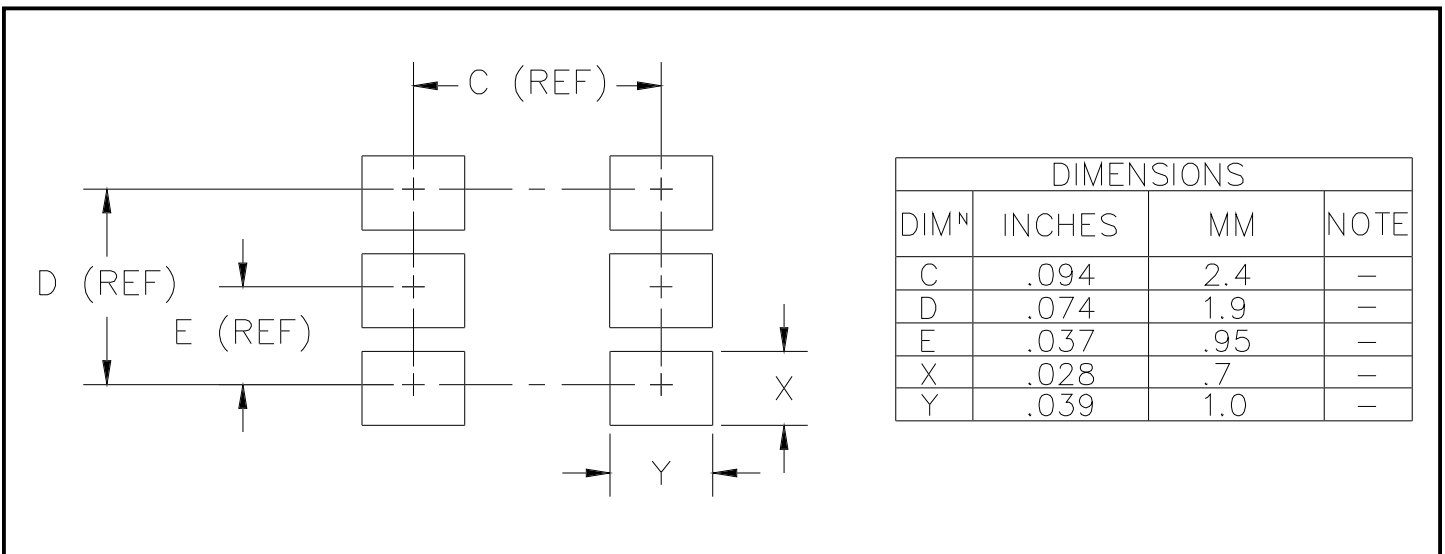 C (REF)
D (REF)
E (REF)
X
Y
DIMENSIONS
DIMᴺ INCHES MM NOTE
C .094 2.4 –
D .074 1.9 –
E .037 .95 –
X .028 .7 –
Y .039 1.0 –